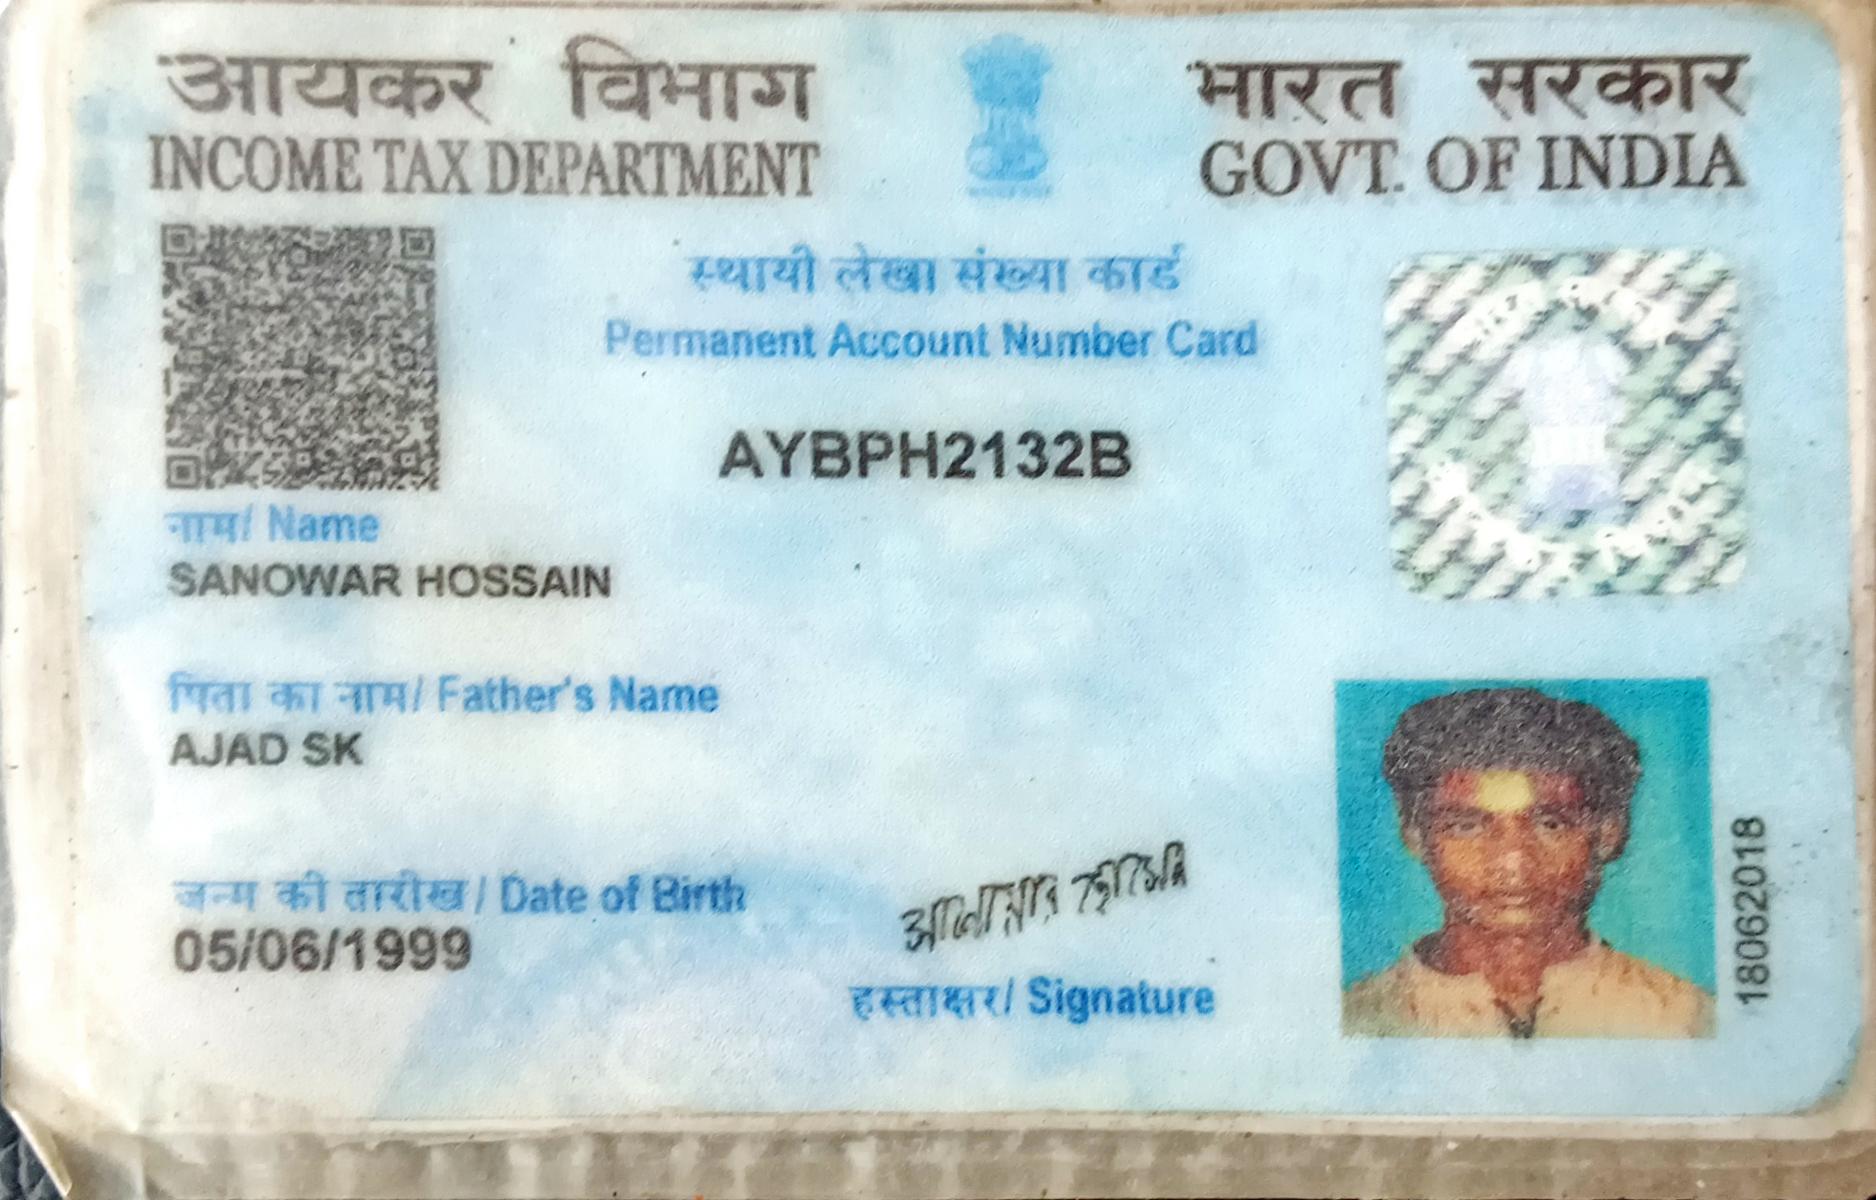 आयकर विभाग
INCOME TAX DEPARTMENT
भारत सरकार
GOVT. OF INDIA
स्थायी लेखा संख्या कार्ड
Permanent Account Number Card
AYBPH2132B
नाम/ Name
SANOWAR HOSSAIN
पिता का नाम/ Father's Name
AJAD SK
जन्म की तारीख/ Date of Birth
05/06/1999
हस्ताक्षर/ Signature
18062018